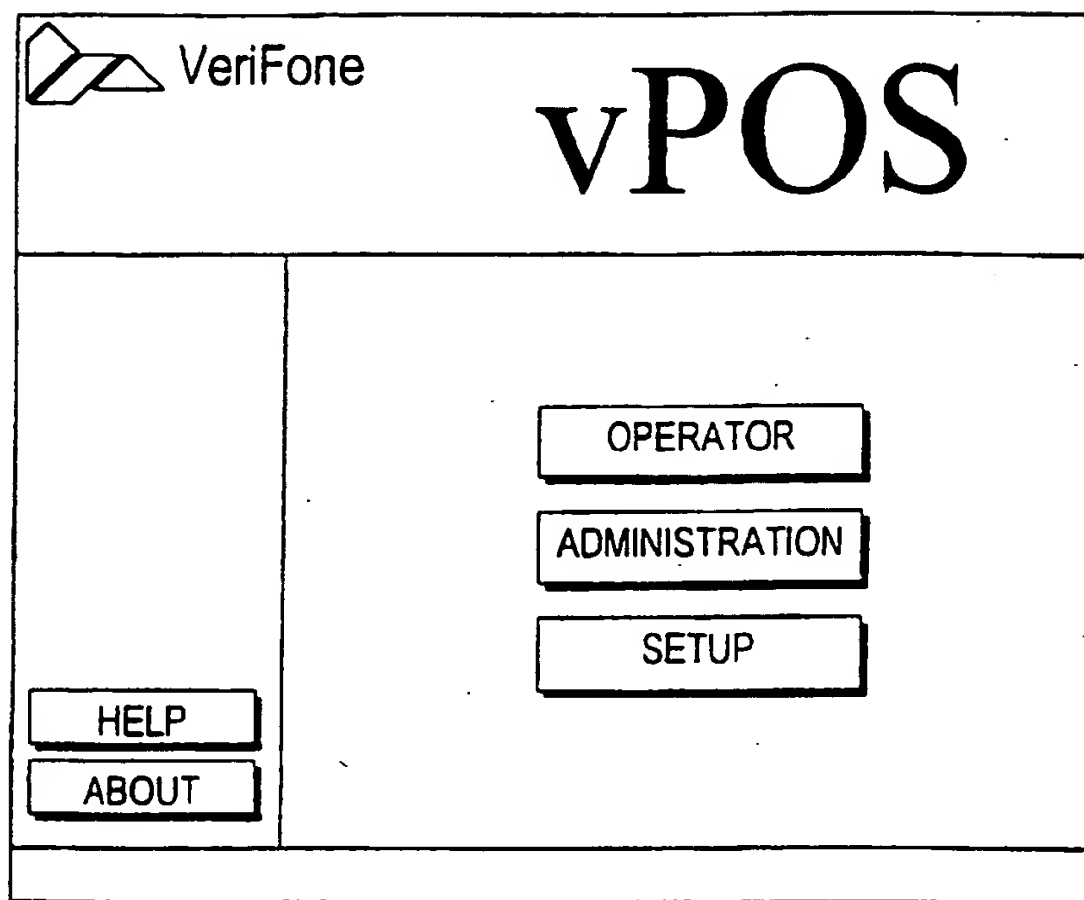 VeriFone
vPOS
OPERATOR
ADMINISTRATION
SETUP
HELP
ABOUT